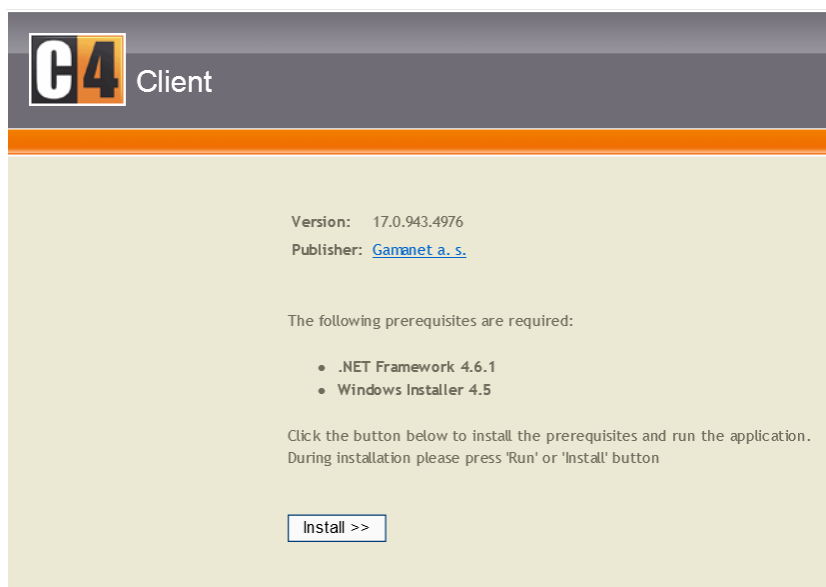 C4 Client
Version: 17.0.943.4976
Publisher: Gamanet a. s.
The following prerequisites are required:
• .NET Framework 4.6.1
• Windows Installer 4.5
Click the button below to install the prerequisites and run the application.
During installation please press 'Run' or 'Install' button
Install >>